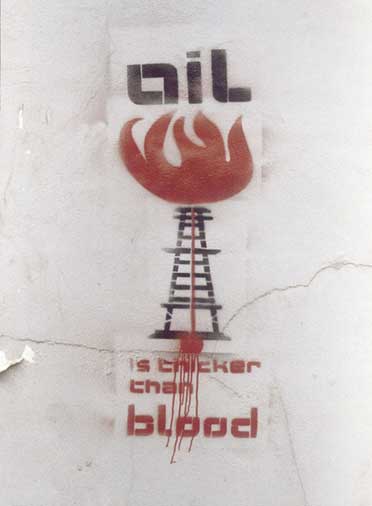 oil
is thicker
than
blood